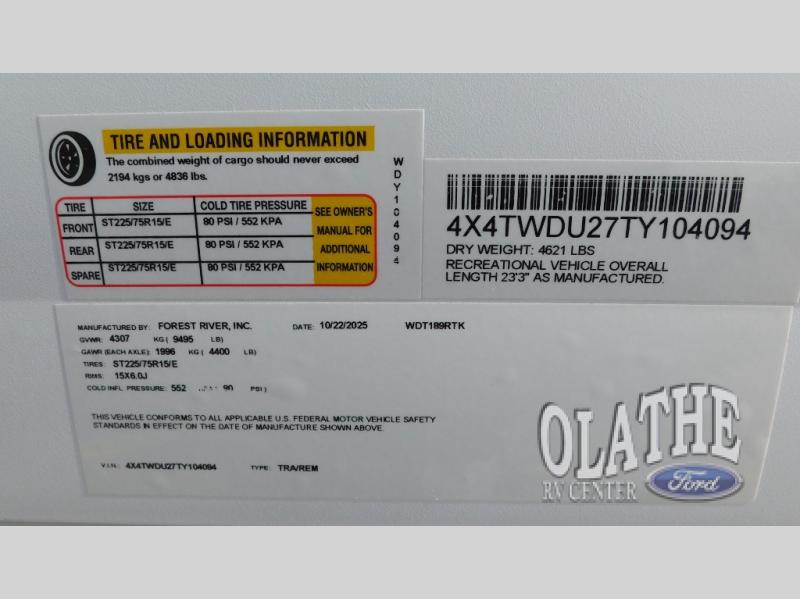 TIRE AND LOADING INFORMATION
The combined weight of cargo should never exceed
2194 kgs or 4836 lbs.
TIRE SIZE COLD TIRE PRESSURE SEE OWNER'S MANUAL FOR ADDITIONAL INFORMATION
FRONT ST225/75R15/E 80 PSI / 552 KPA
REAR ST225/75R15/E 80 PSI / 552 KPA
SPARE ST225/75R15/E 80 PSI / 552 KPA
WDY104094
4X4TWDU27TY104094
DRY WEIGHT: 4621 LBS
RECREATIONAL VEHICLE OVERALL
LENGTH 23'3" AS MANUFACTURED.
MANUFACTURED BY: FOREST RIVER, INC. DATE: 10/22/2025 WDT189RTK
GVWR: 4307 KG ( 9495 LB)
GAWR (EACH AXLE): 1996 KG ( 4400 LB)
TIRES: ST225/75R15/E
RIMS: 15X6.0J
COLD INFL. PRESSURE: 552 PSI )
THIS VEHICLE CONFORMS TO ALL APPLICABLE U.S. FEDERAL MOTOR VEHICLE SAFETY
STANDARDS IN EFFECT ON THE DATE OF MANUFACTURE SHOWN ABOVE.
V.I.N.: 4X4TWDU27TY104094 TYPE: TRA/REM
OLATHE
RV CENTER Ford